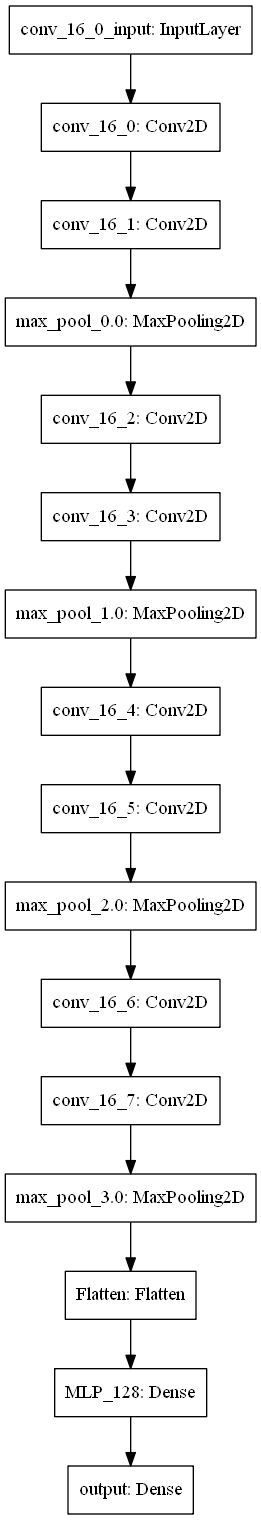 conv_16_0_input: InputLayer
conv_16_0: Conv2D
conv_16_1: Conv2D
max_pool_0.0: MaxPooling2D
conv_16_2: Conv2D
conv_16_3: Conv2D
max_pool_1.0: MaxPooling2D
conv_16_4: Conv2D
conv_16_5: Conv2D
max_pool_2.0: MaxPooling2D
conv_16_6: Conv2D
conv_16_7: Conv2D
max_pool_3.0: MaxPooling2D
Flatten: Flatten
MLP_128: Dense
output: Dense